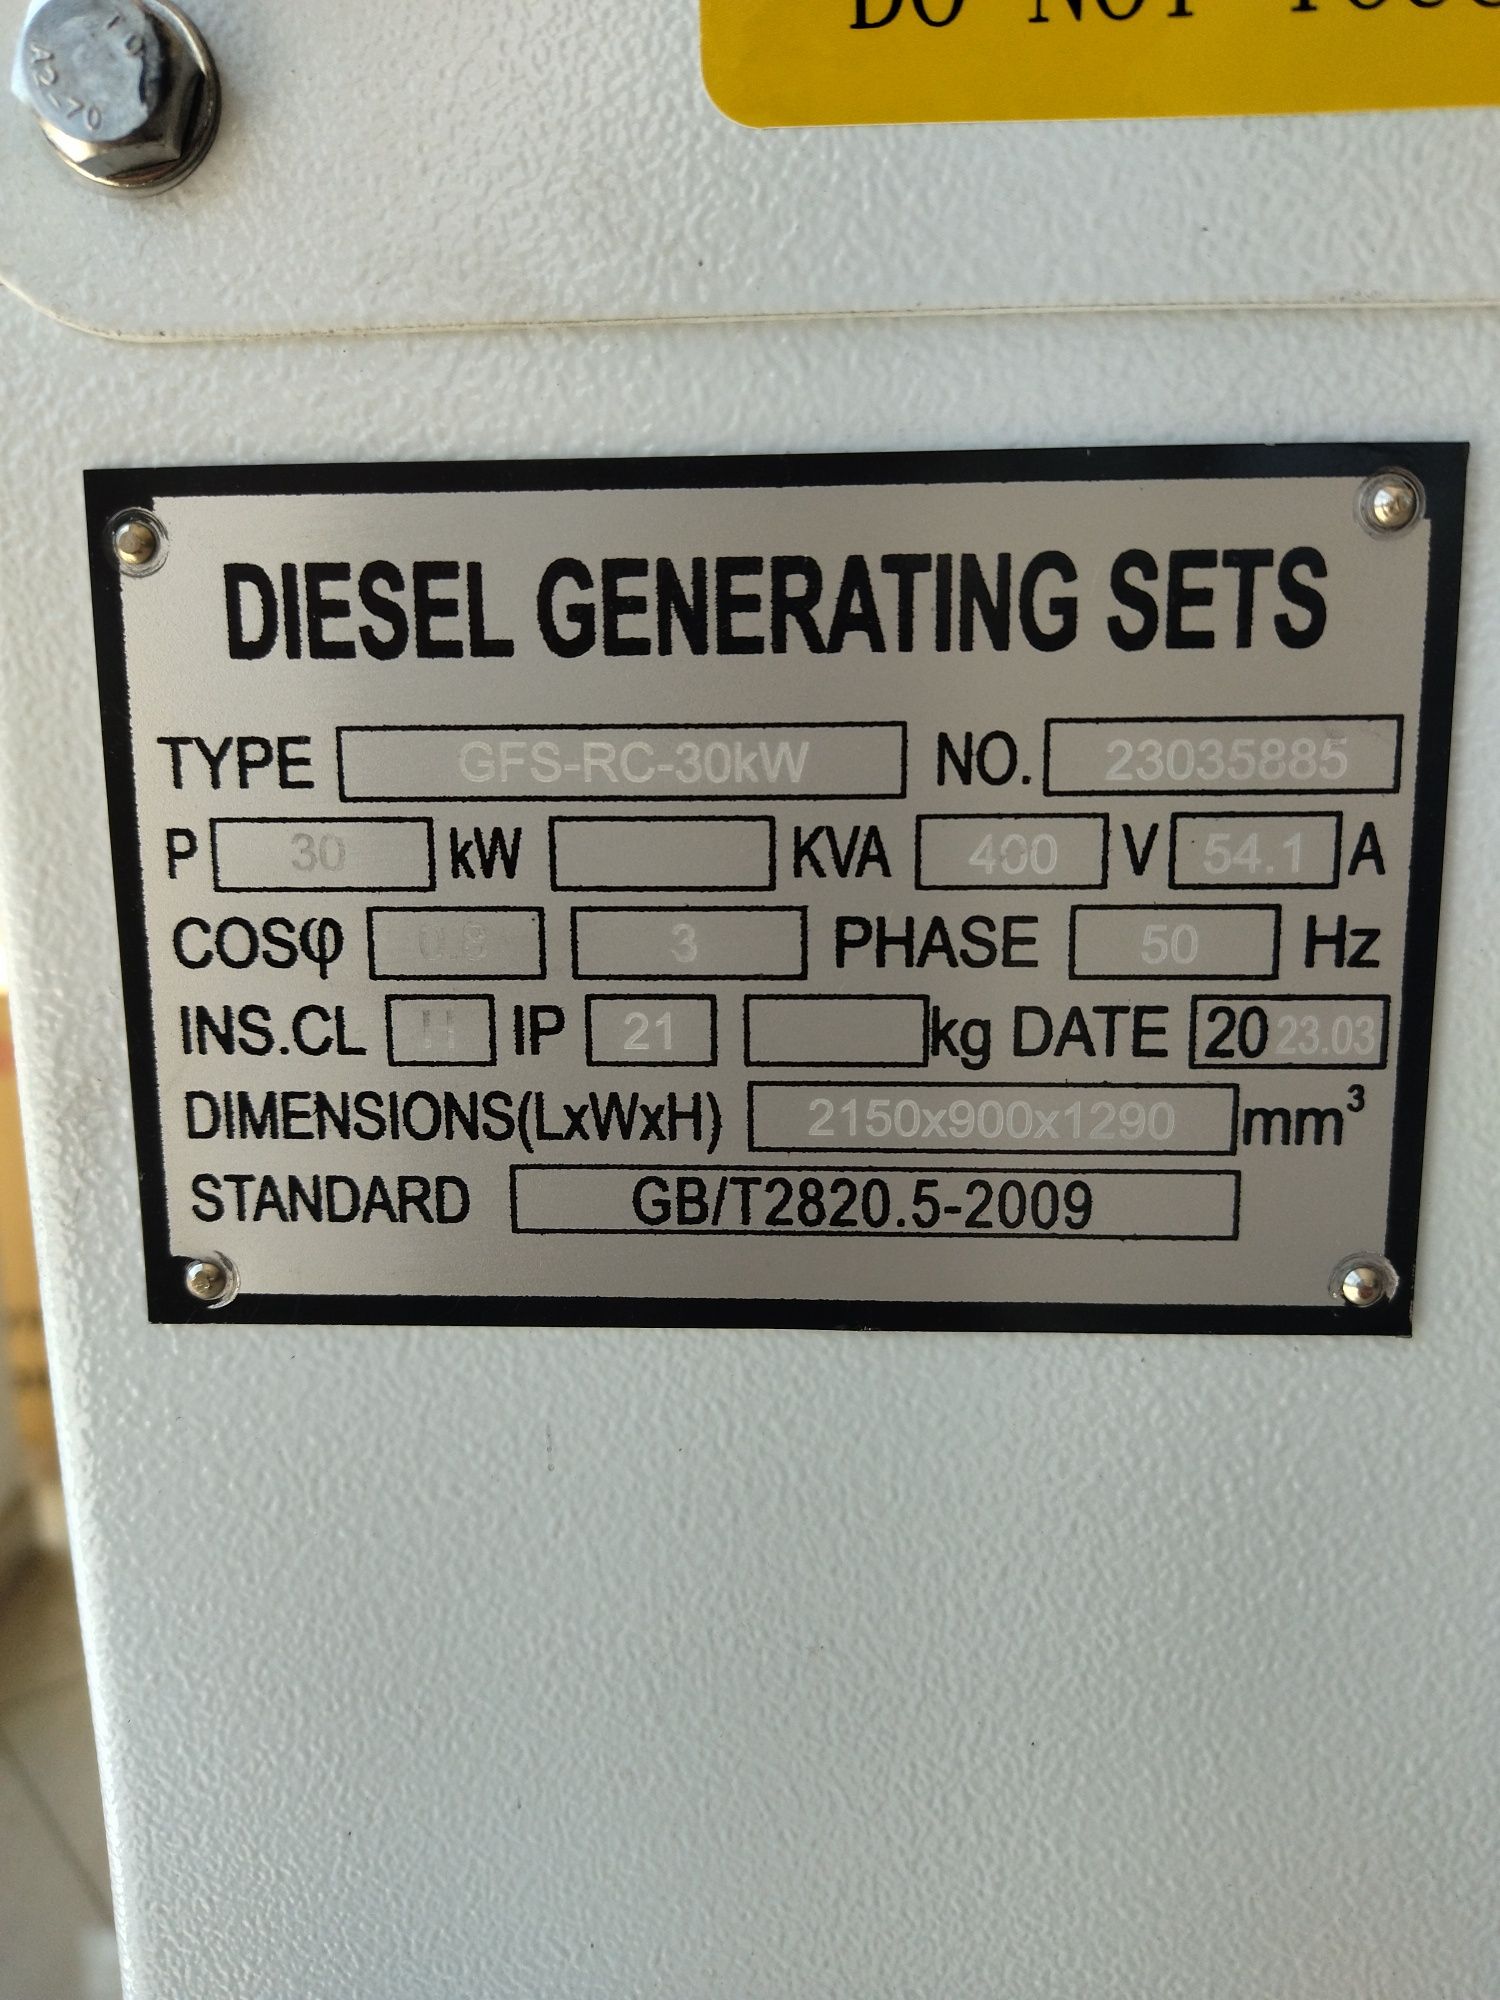 DO NOT
A2-70
DIESEL GENERATING SETS
TYPE GFS-RC-30kW NO. 23035885
P 30 kW KVA 400 V 54.1 A
COSφ 0.8 3 PHASE 50 Hz
INS.CL H IP 21 kg DATE 2023.03
DIMENSIONS(LxWxH) 2150x900x1290 mm³
STANDARD GB/T2820.5-2009